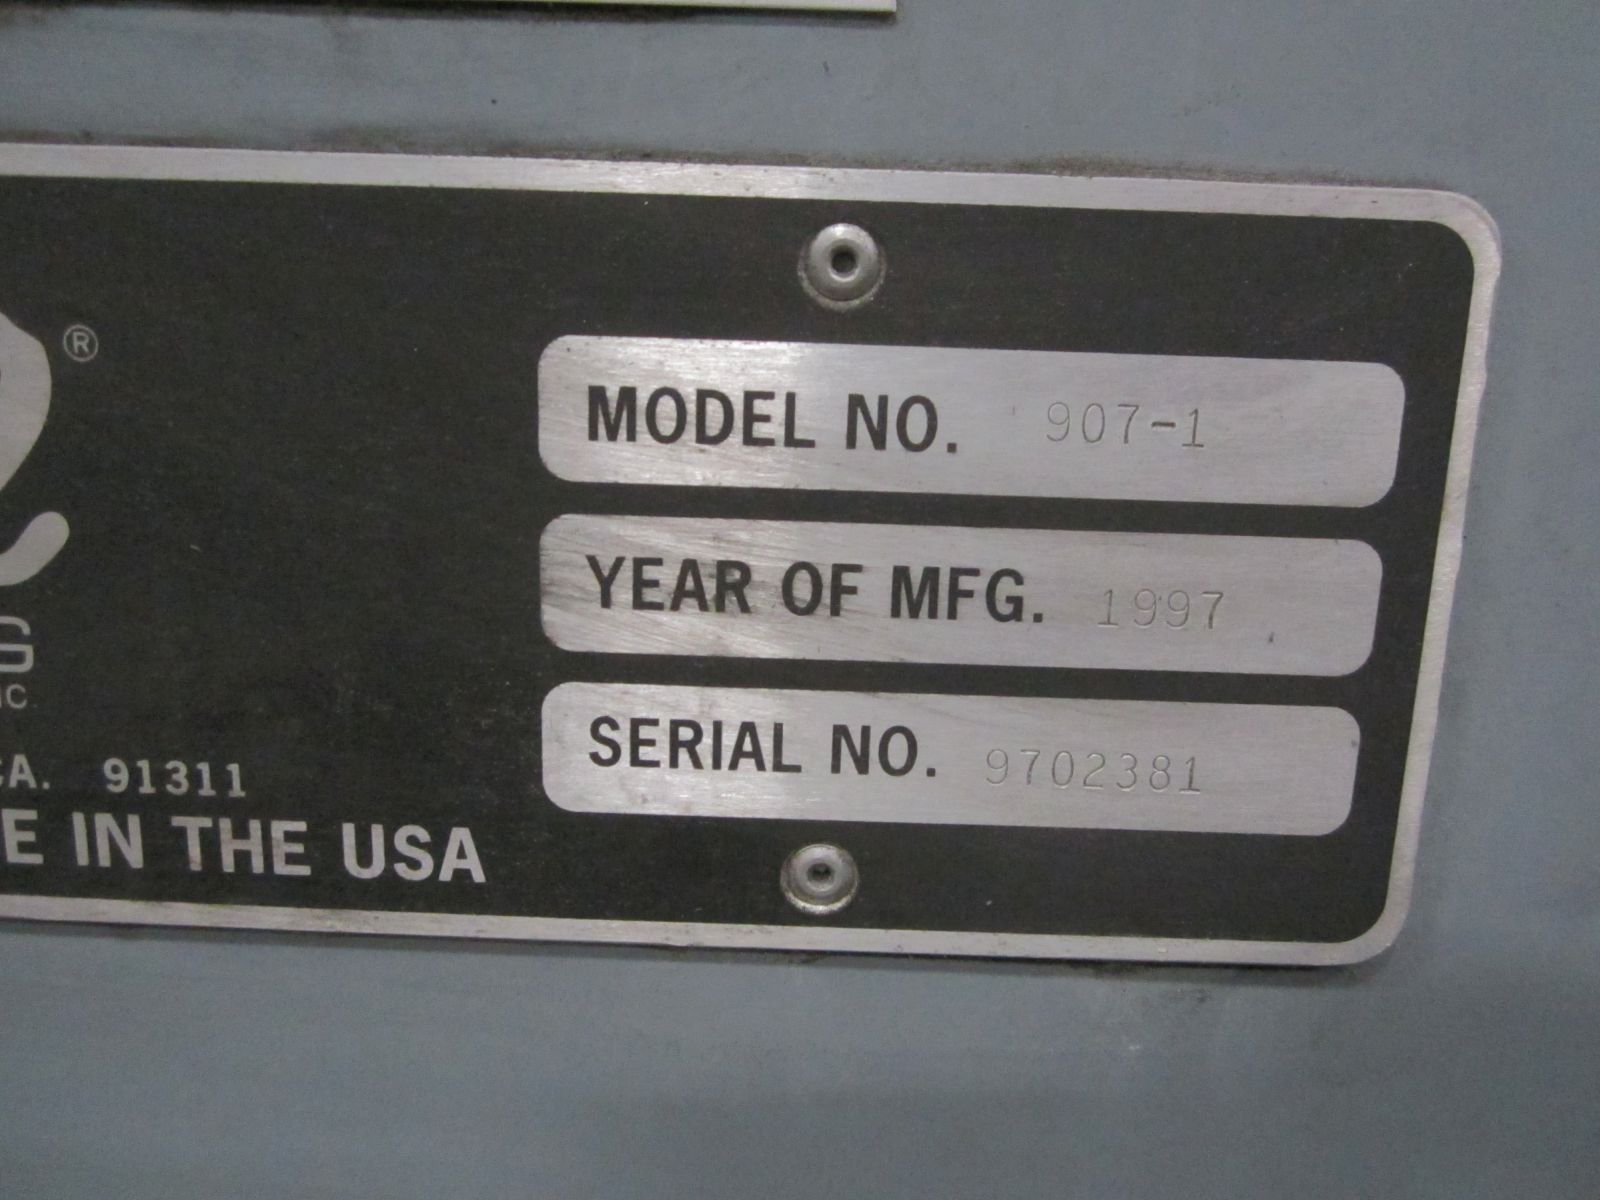 ®
MODEL NO. 907-1
YEAR OF MFG. 1997
SERIAL NO. 9702381
CA. 91311
IN THE USA